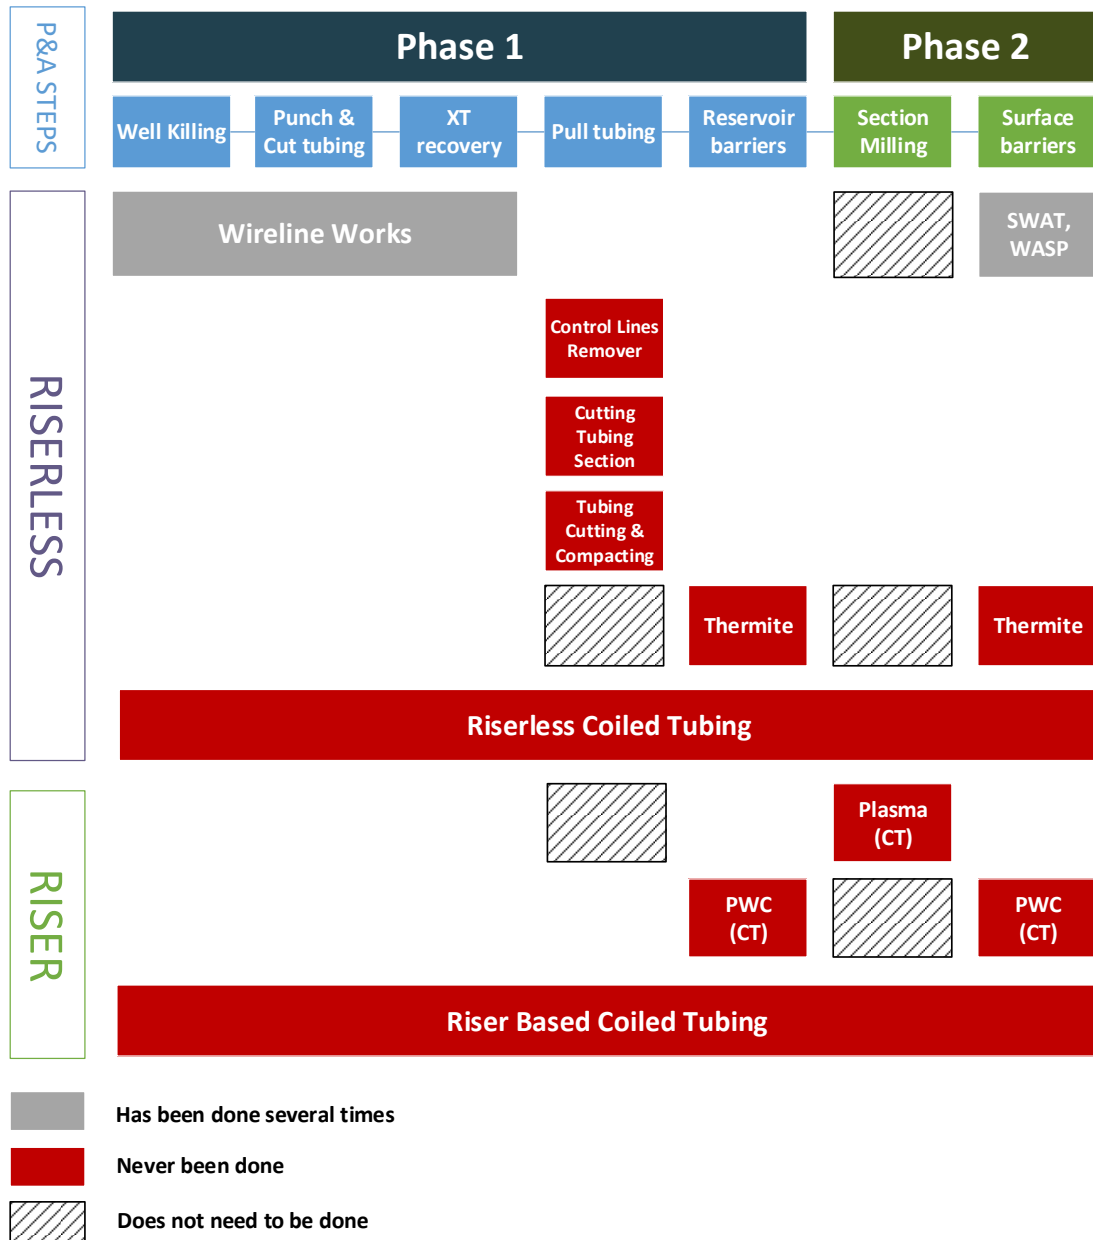 P&A STEPS
Phase 1
Phase 2
Well Killing
Punch &
Cut tubing
XT
recovery
Pull tubing
Reservoir
barriers
Section
Milling
Surface
barriers
RISERLESS
Wireline Works
SWAT,
WASP
Control Lines
Remover
Cutting
Tubing
Section
Tubing
Cutting &
Compacting
Thermite
Thermite
Riserless Coiled Tubing
RISER
Plasma
(CT)
PWC
(CT)
PWC
(CT)
Riser Based Coiled Tubing
Has been done several times
Never been done
Does not need to be done